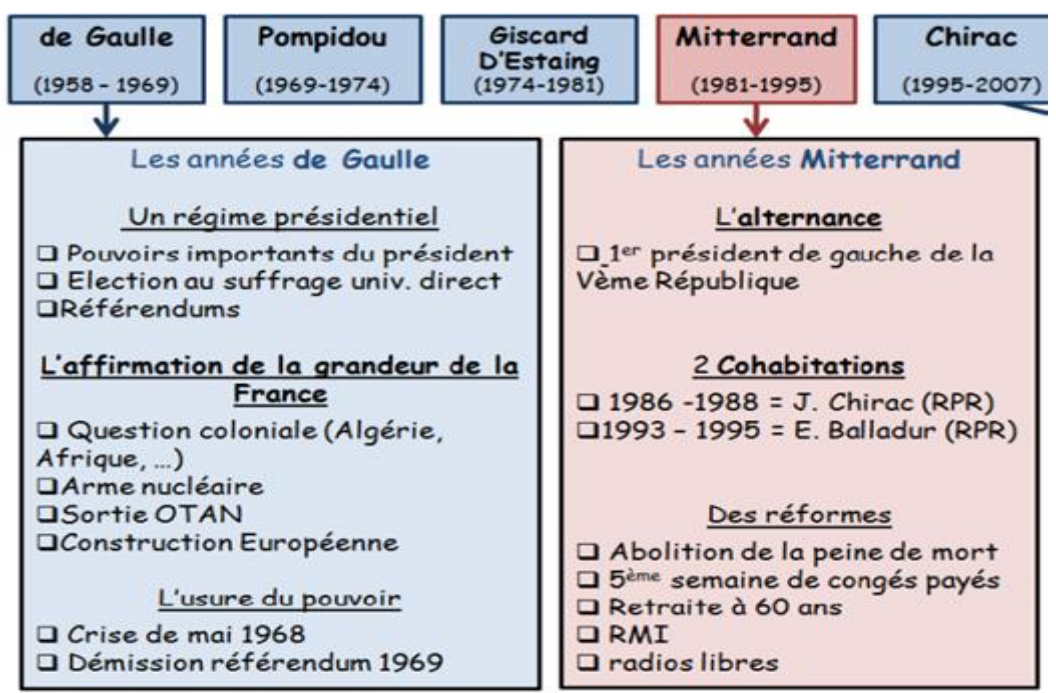 de Gaulle
(1958 – 1969)
Pompidou
(1969-1974)
Giscard
D'Estaing
(1974-1981)
Mitterrand
(1981-1995)
Chirac
(1995-2007)
Les années de Gaulle
Un régime présidentiel
❑ Pouvoirs importants du président
❑ Election au suffrage univ. direct
❑Référendums
L'affirmation de la grandeur de la
France
❑ Question coloniale (Algérie,
Afrique, …)
❑Arme nucléaire
❑Sortie OTAN
❑Construction Européenne
L'usure du pouvoir
❑ Crise de mai 1968
❑ Démission référendum 1969
Les années Mitterrand
L'alternance
❑ 1er président de gauche de la
Vème République
2 Cohabitations
❑ 1986 -1988 = J. Chirac (RPR)
❑1993 – 1995 = E. Balladur (RPR)
Des réformes
❑ Abolition de la peine de mort
❑ 5ème semaine de congés payés
❑ Retraite à 60 ans
❑ RMI
❑ radios libres